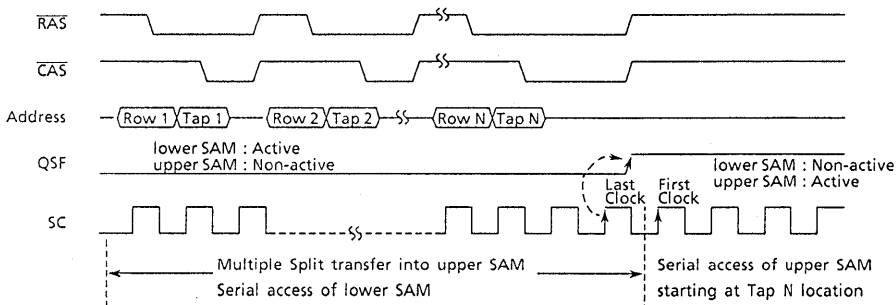 RAS
CAS
Address
Row 1 Tap 1 Row 2 Tap 2 Row N Tap N
lower SAM : Active
upper SAM : Non-active
QSF
lower SAM : Non-active
upper SAM : Active
Last Clock
First Clock
SC
Multiple Split transfer into upper SAM
Serial access of lower SAM
Serial access of upper SAM
starting at Tap N location